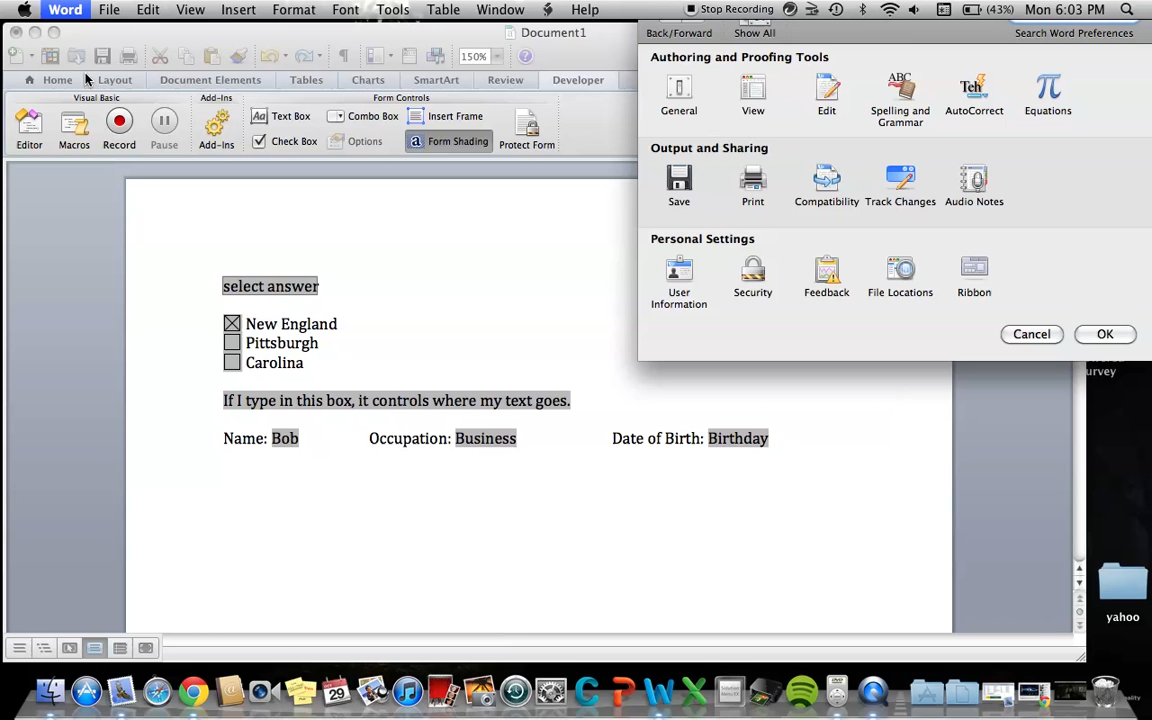 Word File Edit View Insert Format Font Tools Table Window Help Stop Recording (43%) Mon 6:03 PM
Document1
Back/Forward Show All Search Word Preferences
150%
Home Layout Document Elements Tables Charts SmartArt Review Developer
Visual Basic Add-Ins Form Controls
Text Box Combo Box Insert Frame
Check Box Options Form Shading
Editor Macros Record Pause Add-Ins Protect Form
Authoring and Proofing Tools
General View Edit Spelling and Grammar AutoCorrect Equations
Output and Sharing
Save Print Compatibility Track Changes Audio Notes
Personal Settings
User Information Security Feedback File Locations Ribbon
Cancel OK
select answer
New England
Pittsburgh
Carolina
If I type in this box, it controls where my text goes.
Name: Bob Occupation: Business Date of Birth: Birthday
urvey
yahoo